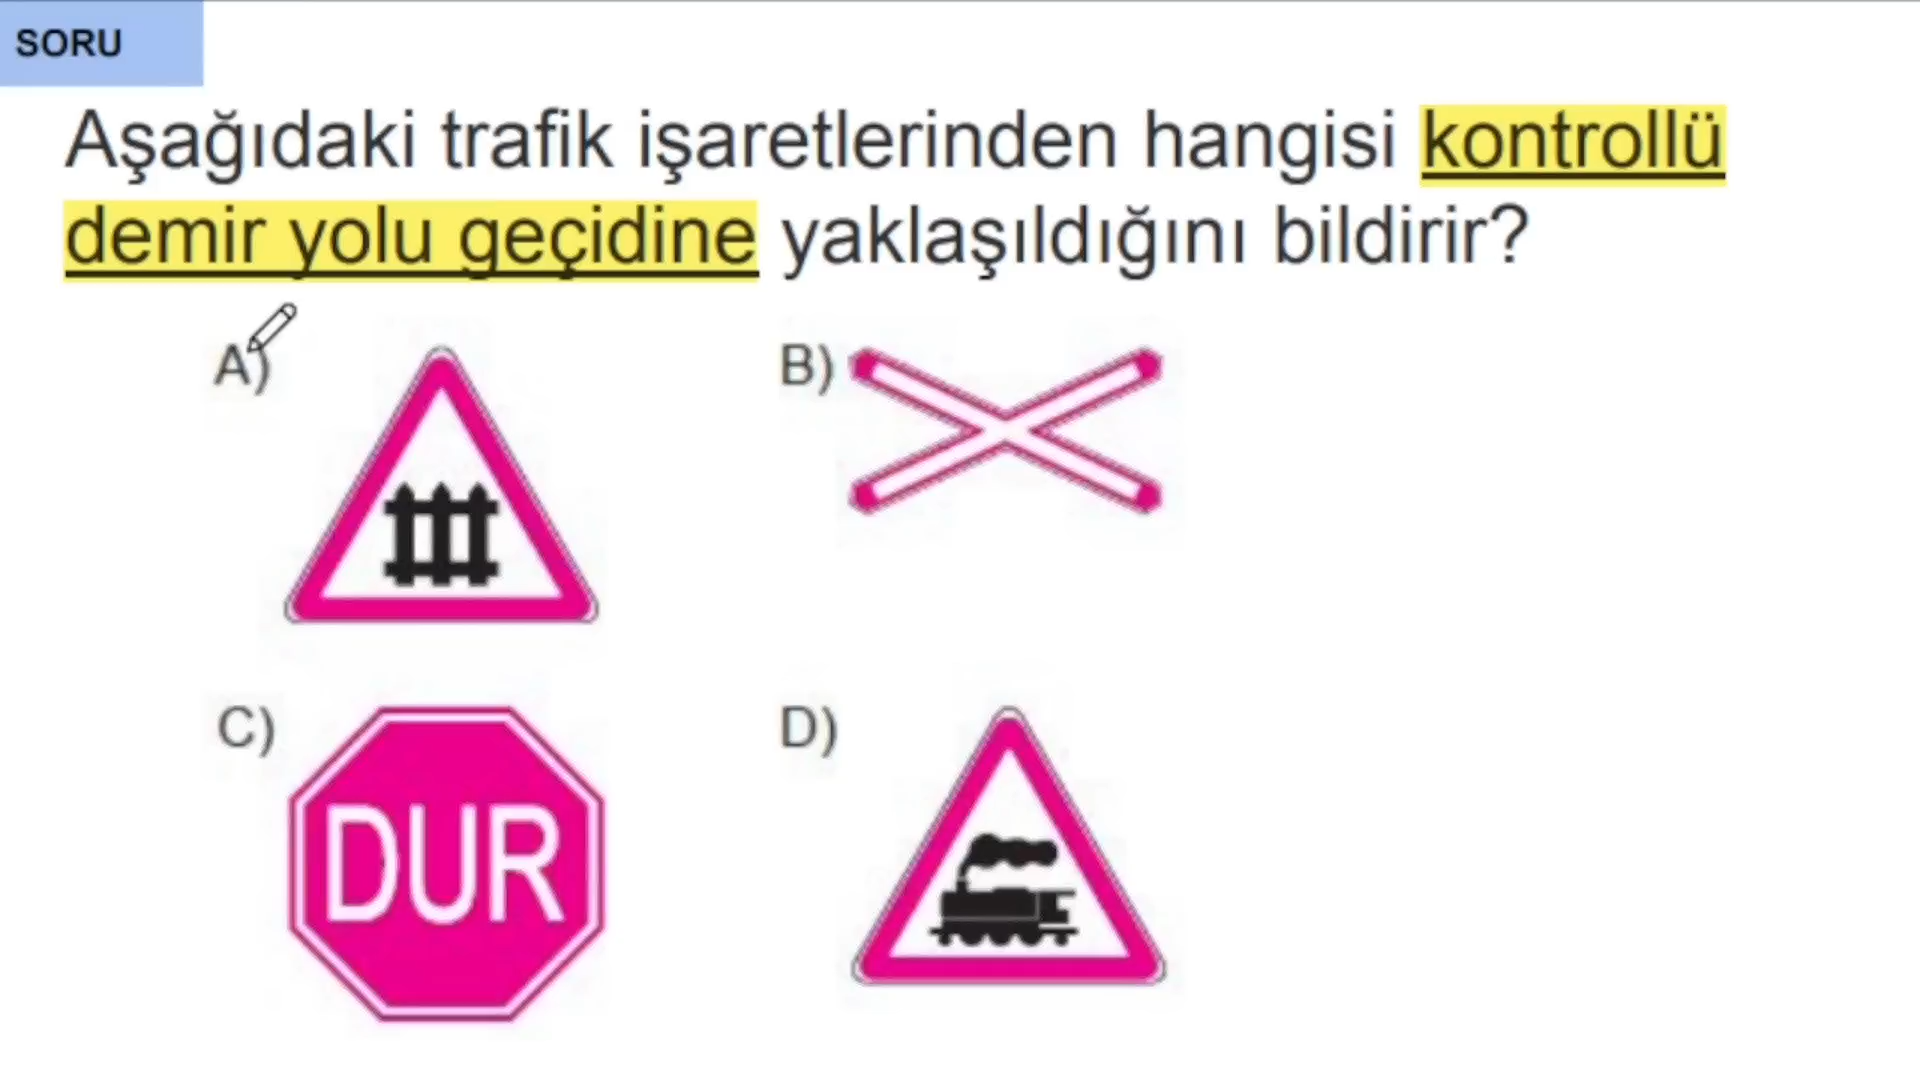 SORU
Aşağıdaki trafik işaretlerinden hangisi kontrollü
demir yolu geçidine yaklaşıldığını bildirir?
A)
B)
C)
DUR
D)